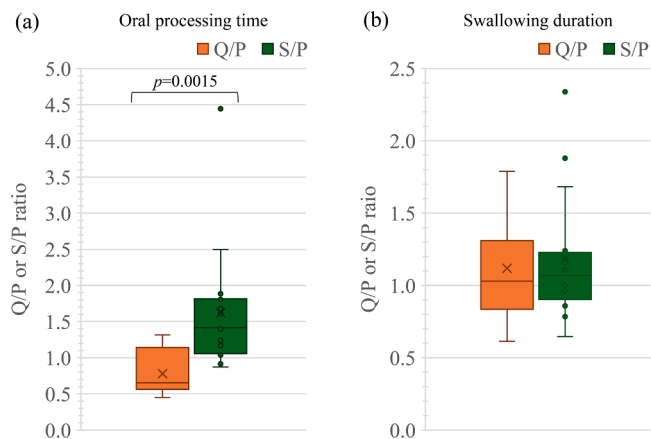 (a) Oral processing time
Q/P S/P
p=0.0015
Q/P or S/P ratio
5.0
4.5
4.0
3.5
3.0
2.5
2.0
1.5
1.0
0.5
0.0
(b) Swallowing duration
Q/P S/P
Q/P or S/P raio
2.5
2.0
1.5
1.0
0.5
0.0